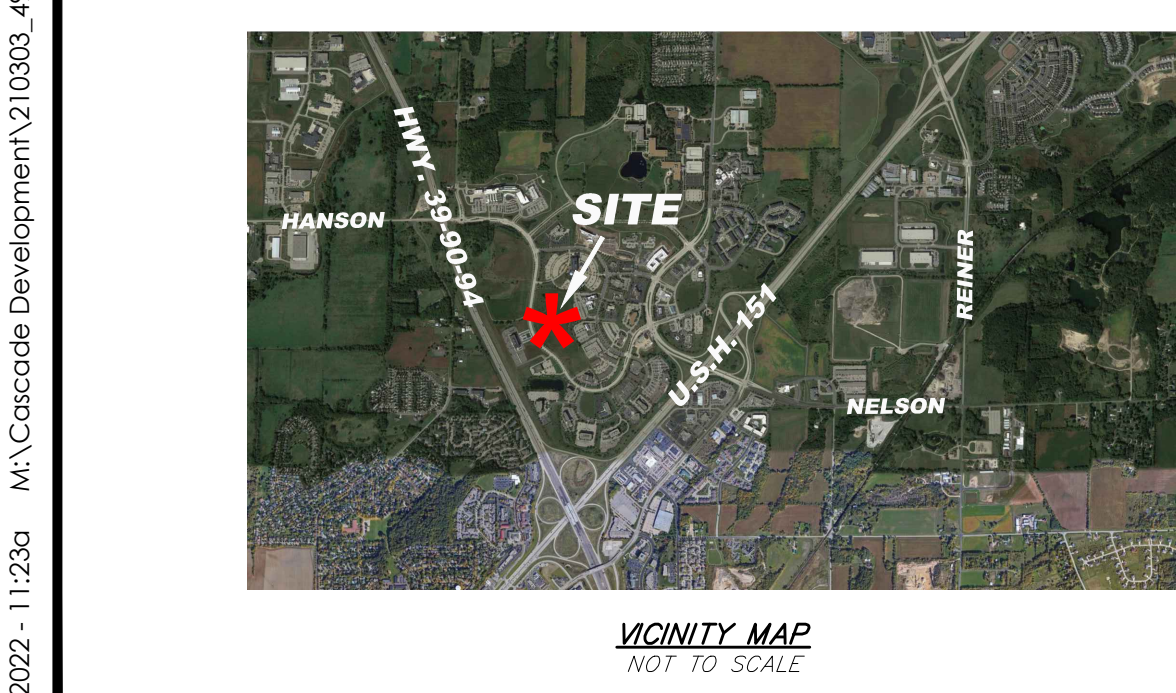 2022 - 11:23a M:\Cascade Development\210303_4
HWY. 39-90-94
HANSON
SITE
REINER
U.S.H. 151
NELSON
VICINITY MAP
NOT TO SCALE